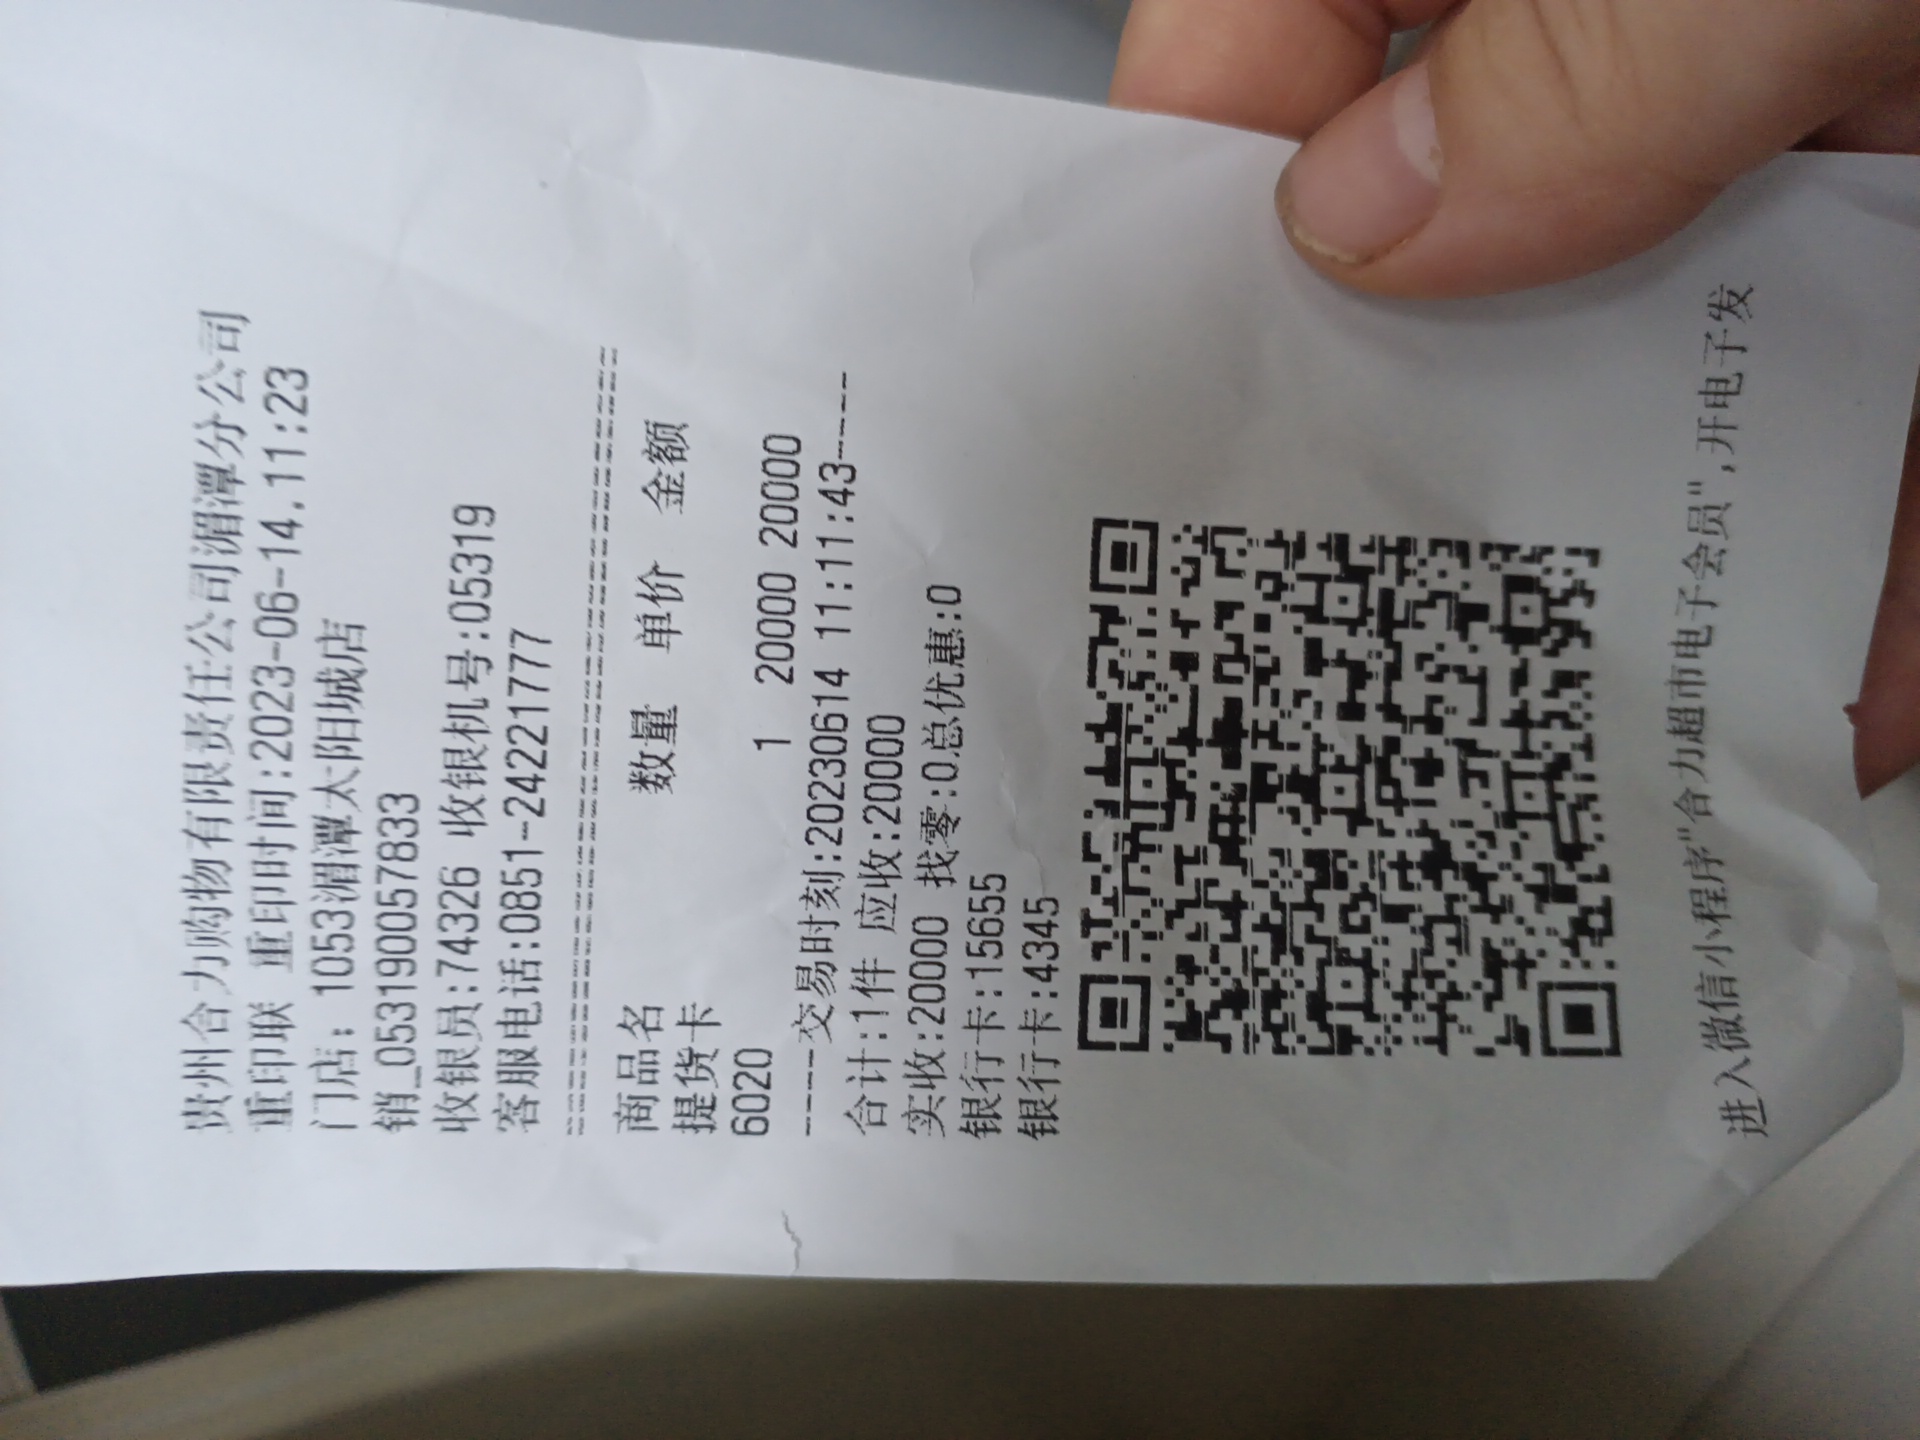 贵州合力购物有限责任公司湄潭分公司
重印联 重印时间:2023-06-14.11:23
门店: 1053湄潭太阳城店
销_053190057833
收银员:74326 收银机号:05319
客服电话:0851-24221777
商品名 数量 单价 金额
提货卡
6020 1 20000 20000
----交易时刻:20230614 11:11:43----
合计:1件 应收:20000
实收:20000 找零:0总优惠:0
银行卡:15655
银行卡:4345
进入微信小程序"合力超市电子会员",开电子发